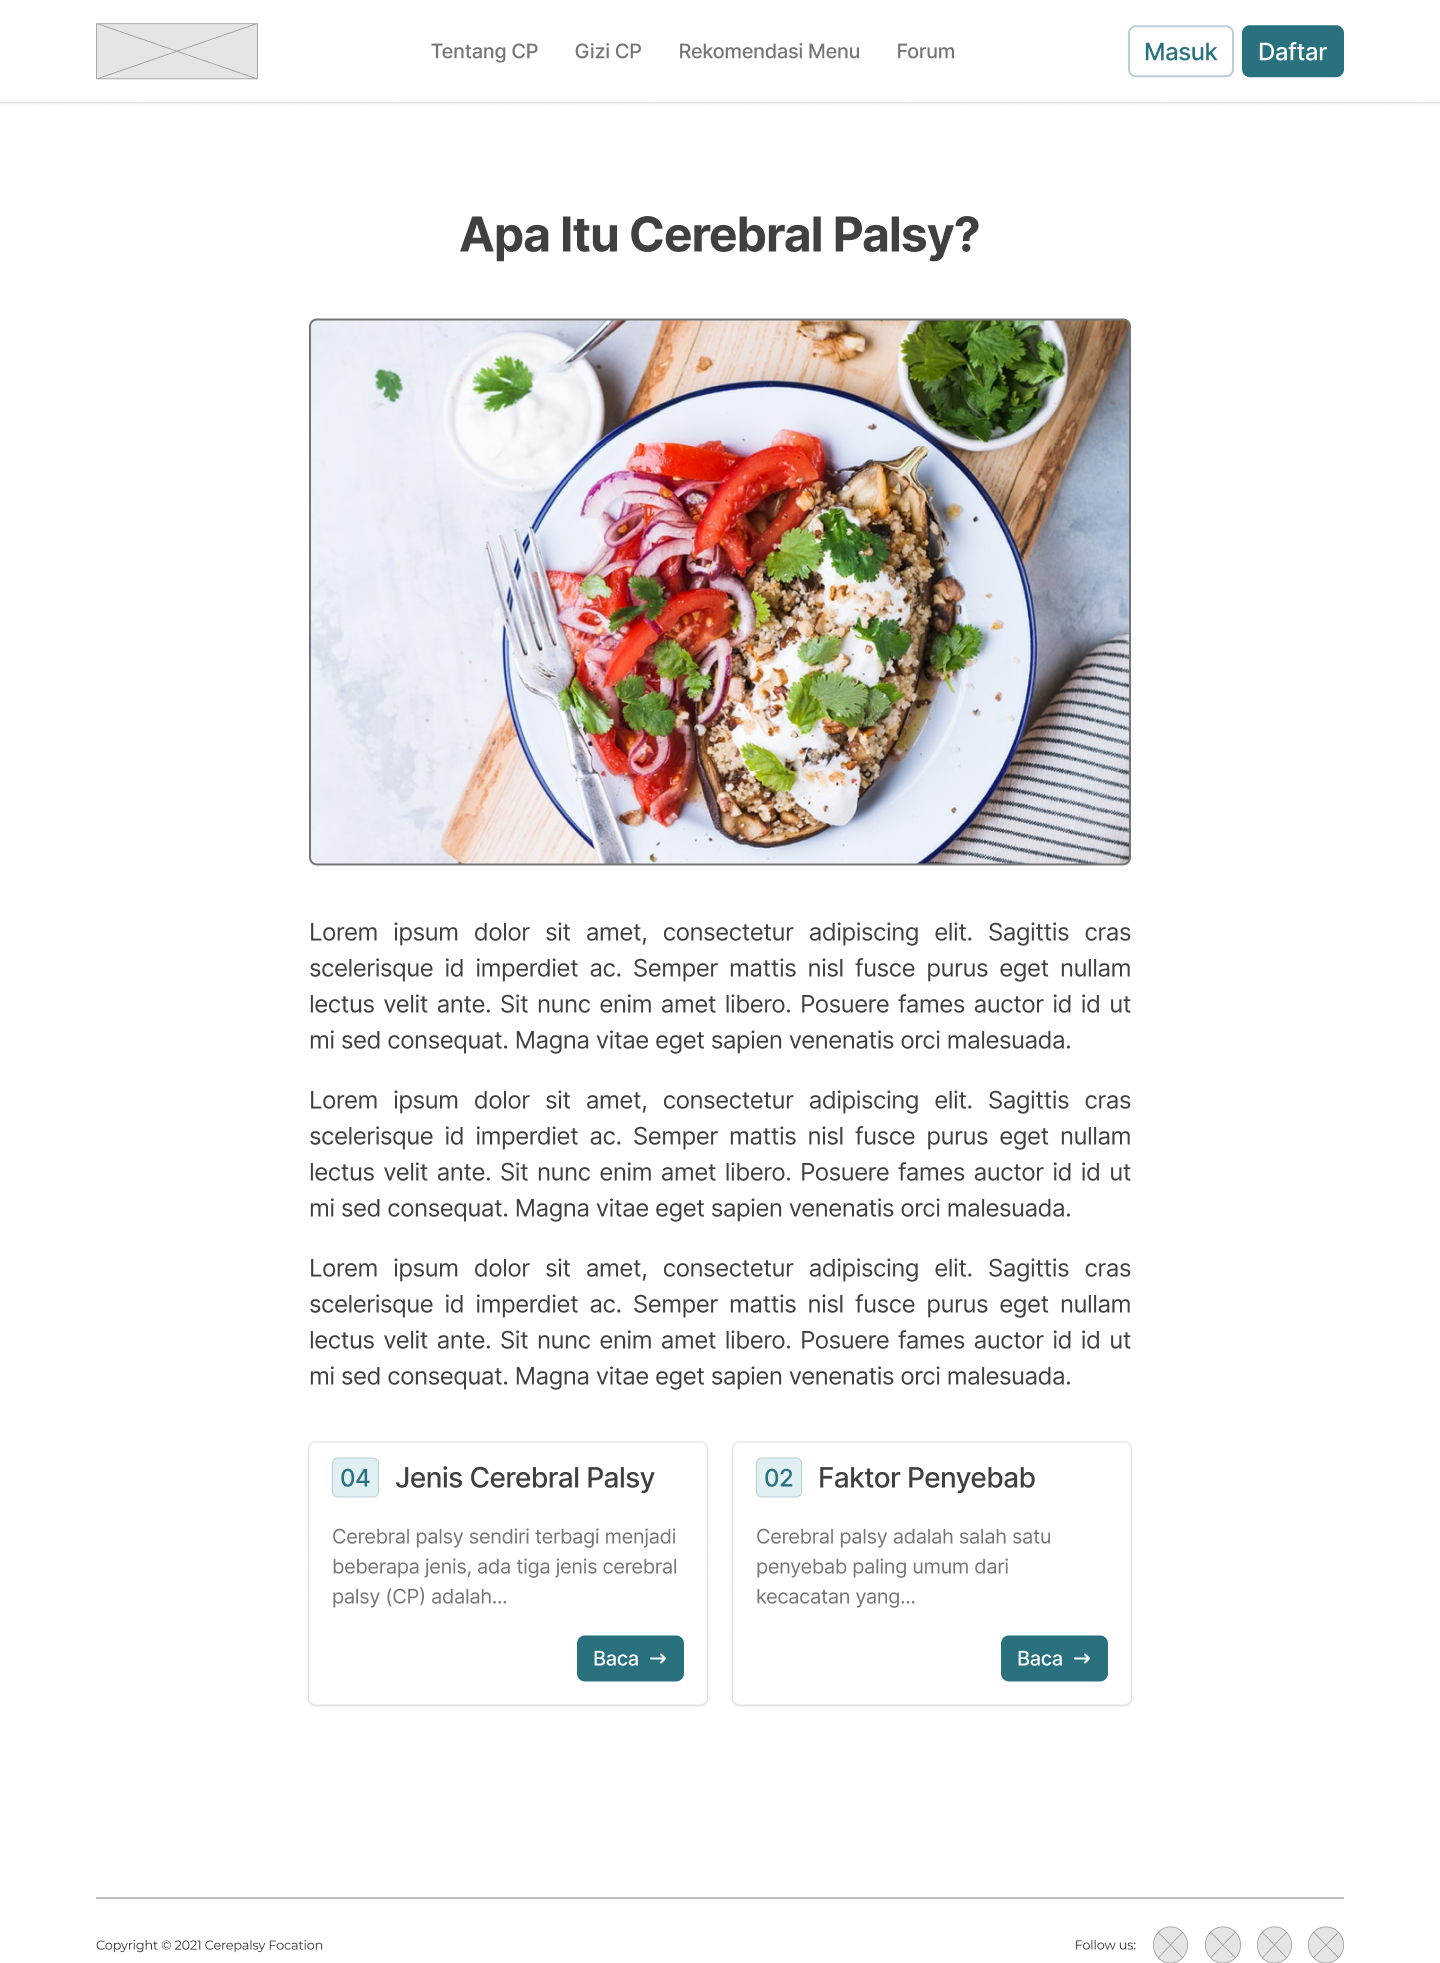 Tentang CP
Gizi CP
Rekomendasi Menu
Forum
Masuk
Daftar
Apa Itu Cerebral Palsy?
Lorem ipsum dolor sit amet, consectetur adipiscing elit. Sagittis cras
scelerisque id imperdiet ac. Semper mattis nisl fusce purus eget nullam
lectus velit ante. Sit nunc enim amet libero. Posuere fames auctor id id ut
mi sed consequat. Magna vitae eget sapien venenatis orci malesuada.
Lorem ipsum dolor sit amet, consectetur adipiscing elit. Sagittis cras
scelerisque id imperdiet ac. Semper mattis nisl fusce purus eget nullam
lectus velit ante. Sit nunc enim amet libero. Posuere fames auctor id id ut
mi sed consequat. Magna vitae eget sapien venenatis orci malesuada.
Lorem ipsum dolor sit amet, consectetur adipiscing elit. Sagittis cras
scelerisque id imperdiet ac. Semper mattis nisl fusce purus eget nullam
lectus velit ante. Sit nunc enim amet libero. Posuere fames auctor id id ut
mi sed consequat. Magna vitae eget sapien venenatis orci malesuada.
04 Jenis Cerebral Palsy
Cerebral palsy sendiri terbagi menjadi
beberapa jenis, ada tiga jenis cerebral
palsy (CP) adalah...
Baca →
02 Faktor Penyebab
Cerebral palsy adalah salah satu
penyebab paling umum dari
kecacatan yang...
Baca →
Copyright © 2021 Cerepalsy Focation
Follow us: